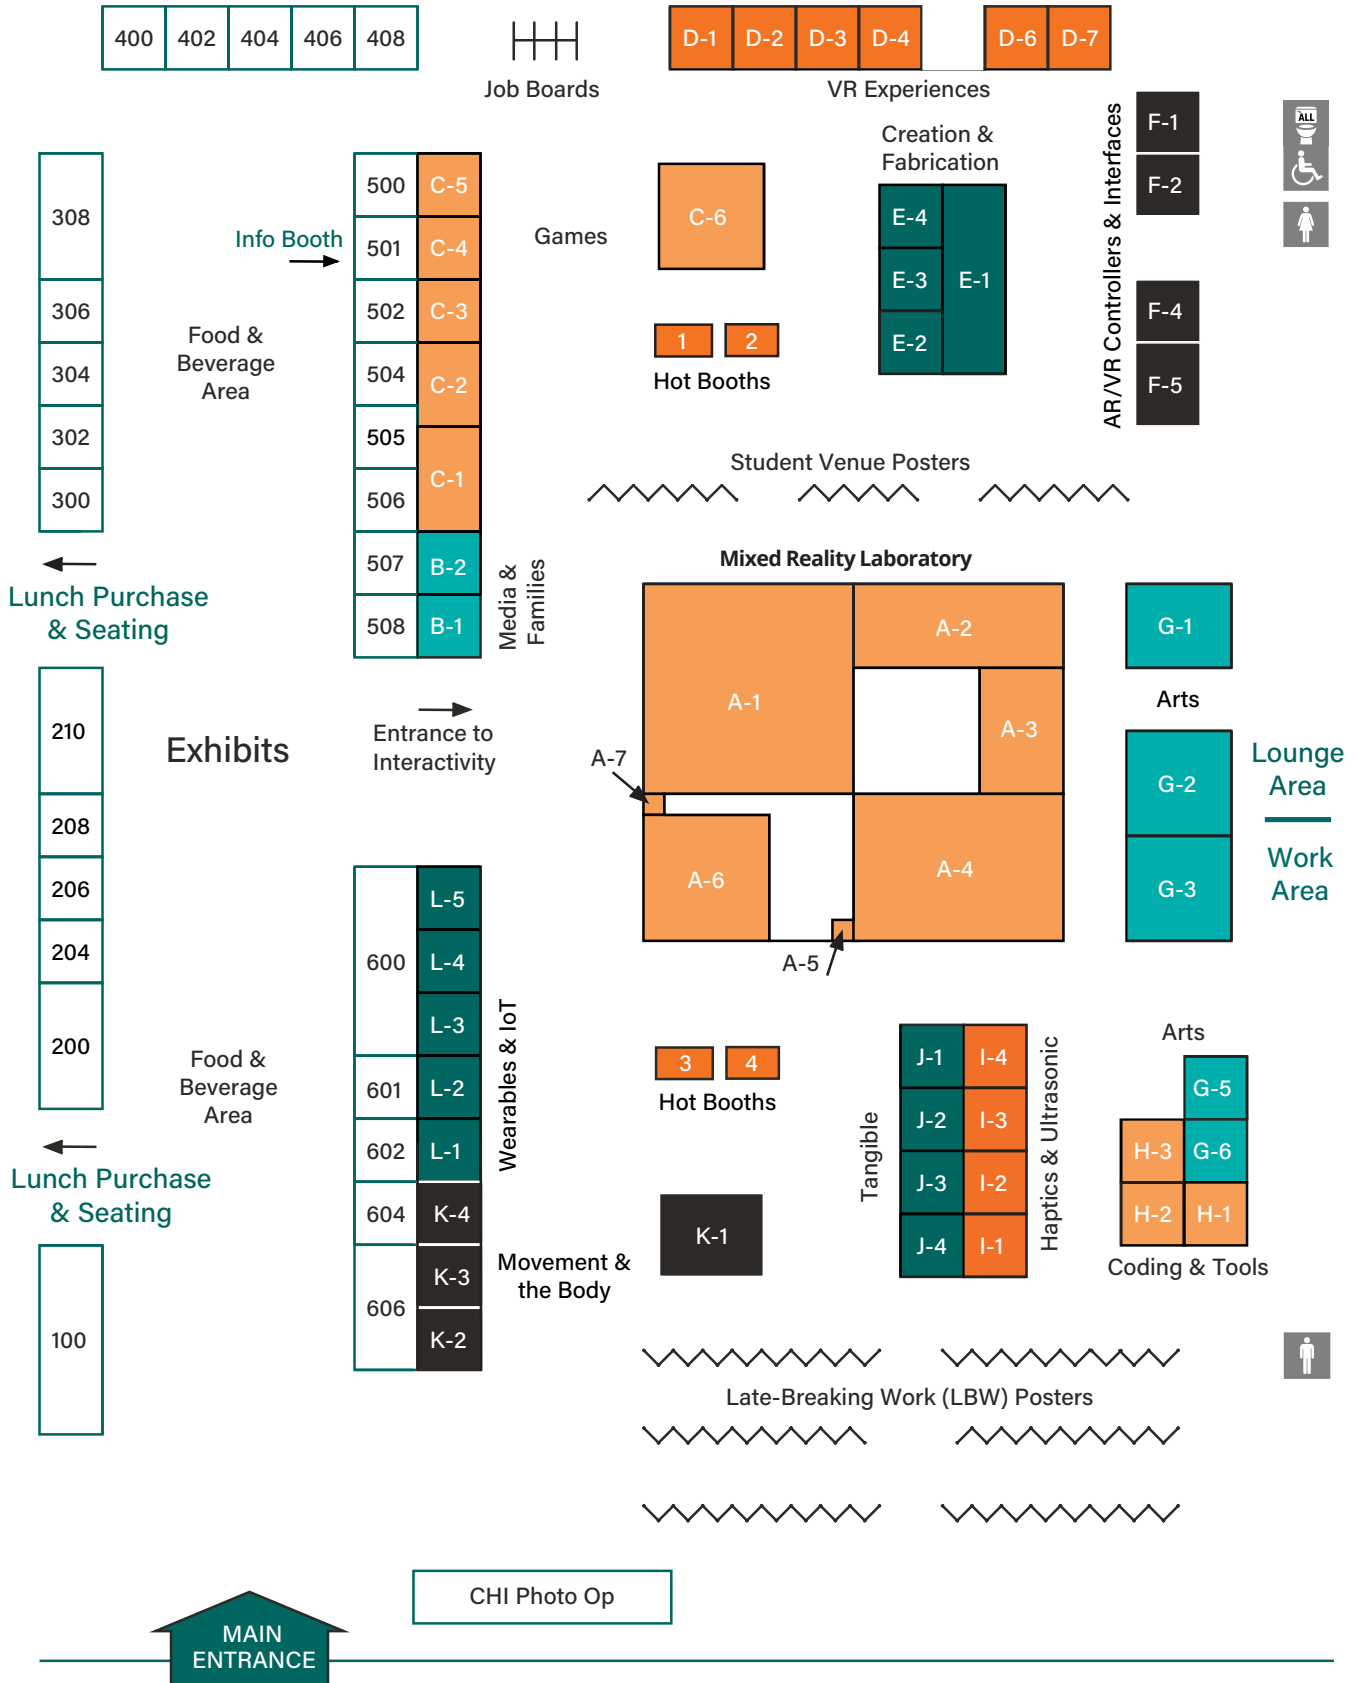 400 402 404 406 408
Job Boards
D-1 D-2 D-3 D-4 D-6 D-7
VR Experiences
Creation &
Fabrication
E-4
E-3
E-2
E-1
AR/VR Controllers & Interfaces
F-1
F-2
F-4
F-5
ALL
308
306
304
302
300
Info Booth
Food &
Beverage
Area
500
501
502
504
505
506
507
508
C-5
C-4
C-3
C-2
C-1
B-2
B-1
Games
C-6
1 2
Hot Booths
Student Venue Posters
Media &
Families
Lunch Purchase
& Seating
Mixed Reality Laboratory
A-1
A-2
A-3
A-7
A-6
A-4
A-5
G-1
Arts
G-2
G-3
Lounge
Area
Work
Area
210
208
206
204
200
Exhibits
Entrance to
Interactivity
Food &
Beverage
Area
600
601
602
604
606
L-5
L-4
L-3
L-2
L-1
K-4
K-3
K-2
Wearables & IoT
3 4
Hot Booths
Movement &
the Body
K-1
Tangible
J-1 I-4
J-2 I-3
J-3 I-2
J-4 I-1
Haptics & Ultrasonic
Arts
G-5
H-3 G-6
H-2 H-1
Coding & Tools
Lunch Purchase
& Seating
100
Late-Breaking Work (LBW) Posters
CHI Photo Op
MAIN
ENTRANCE